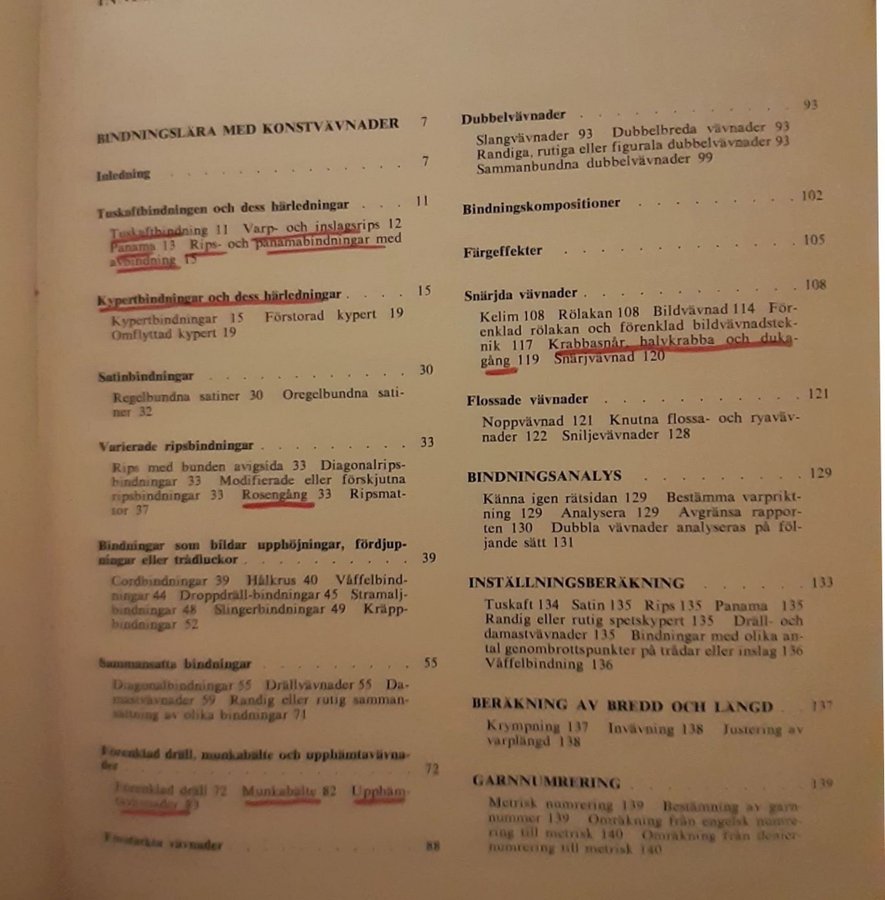 BINDNINGSLÄRA MED KONSTVÄVNADER 7
Inledning . . . . . . . . . . . . 7
Tuskaftbindningen och dess härledningar . . . 11
Tuskaftbindning 11 Varp- och inslagsrips 12
Panama 13 Rips- och panamabindningar med
avbindning 15
Kypertbindningar och dess härledningar . . . . 15
Kypertbindningar 15 Förstorad kypert 19
Omflyttad kypert 19
Satinbindningar . . . . . . . . . . . 30
Regelbundna satiner 30 Oregelbundna sati-
ner 32
Varierade ripsbindningar . . . . . . . . 33
Rips med bunden avigsida 33 Diagonalrips-
bindningar 33 Modifierade eller förskjutna
ripsbindningar 33 Rosengång 33 Ripsmat-
tor 37
Bindningar som bildar upphöjningar, fördjup-
ningar eller trådluckor . . . . . . . . . 39
Cordbindningar 39 Hålkrus 40 Våffelbind-
ningar 44 Droppdräll-bindningar 45 Stramalj-
bindningar 48 Slingerbindningar 49 Kräpp-
bindningar 52
Sammansatta bindningar . . . . . . . . 55
Diagonalbindningar 55 Drällvävnader 55 Da-
mastvävnader 59 Randig eller rutig samman-
sättning av olika bindningar 71
Förenklad dräll, munkabälte och upphämtavävna-
der . . . . . . . . . . . . 72
Förenklad dräll 72 Munkabälte 82 Upphäm-
83
vävnader . . . . . . . . . . 88
Dubbelvävnader . . . . . . . . . . . . 93
Slangvävnader 93 Dubbelbreda vävnader 93
Randiga, rutiga eller figurala dubbelvävnader 93
Sammanbundna dubbelvävnader 99
Bindningskompositioner . . . . . . . . . 102
Färgeffekter . . . . . . . . . . . . 105
Snärjda vävnader . . . . . . . . . . . 108
Kelim 108 Rölakan 108 Bildvävnad 114 För-
enklad rölakan och förenklad bildvävnadstek-
nik 117 Krabbasnår, halvkrabba och duka-
gång 119 Snärjvävnad 120
Flossade vävnader . . . . . . . . . . 121
Noppvävnad 121 Knutna flossa- och ryaväv-
nader 122 Sniljevävnader 128
BINDNINGSANALYS . . . . . . . . 129
Känna igen rätsidan 129 Bestämma varprikt-
ning 129 Analysera 129 Avgränsa rappor-
ten 130 Dubbla vävnader analyseras på föl-
jande sätt 131
INSTÄLLNINGSBERÄKNING . . . . . . 133
Tuskaft 134 Satin 135 Rips 135 Panama 135
Randig eller rutig spetskypert 135 Dräll- och
damastvävnader 135 Bindningar med olika an-
tal genombrottspunkter på trådar eller inslag 136
Våffelbindning 136
BERÄKNING AV BREDD OCH LÄNGD . . 137
Krympning 137 Invävning 138 Justering av
varplängd 138
GARNNUMRERING . . . . . . . . . 139
Metrisk numrering 139 Bestämning av garn-
nummer 139 Omräkning från engelsk numre-
ring till metrisk 140 Omräkning från denier-
numrering till metrisk 140